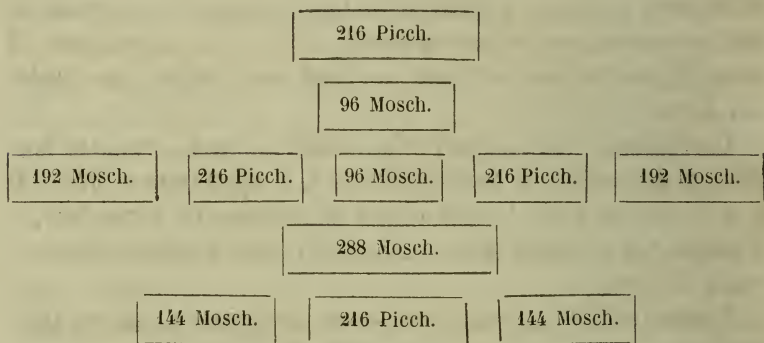 216 Picch.
96 Mosch.
192 Mosch. 216 Picch. 96 Mosch. 216 Picch. 192 Mosch.
288 Mosch.
144 Mosch. 216 Picch. 144 Mosch.